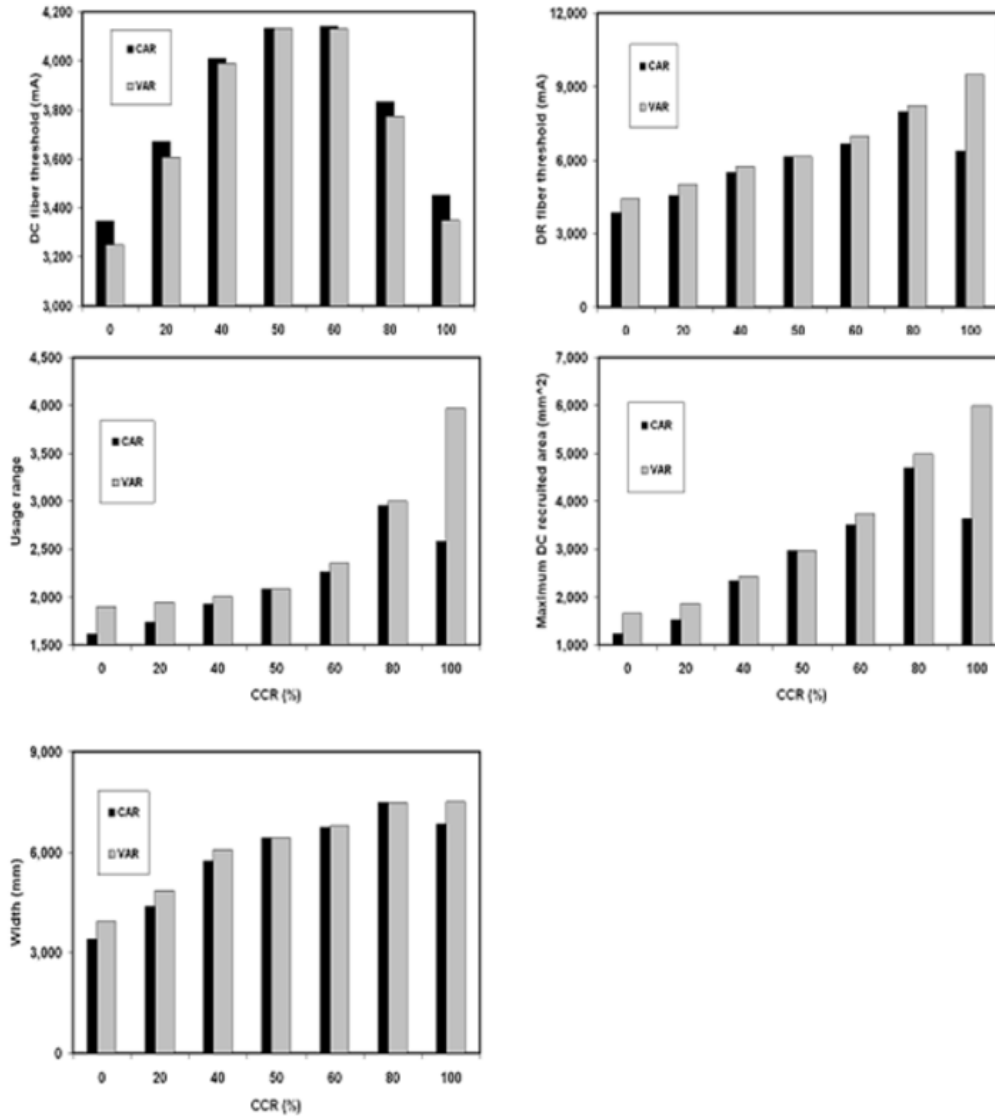 DC fiber threshold (mA)
4,200
4,000
3,800
3,600
3,400
3,200
3,000
CAR
VAR
0 20 40 50 60 80 100
DR fiber threshold (mA)
12,000
9,000
6,000
3,000
0
CAR
VAR
0 20 40 50 60 80 100
Usage range
4,500
4,000
3,500
3,000
2,500
2,000
1,500
CAR
VAR
0 20 40 50 60 80 100
CCR (%)
Maximum DC recruited area (mm^2)
7,000
6,000
5,000
4,000
3,000
2,000
1,000
CAR
VAR
0 20 40 50 60 80 100
CCR (%)
Width (mm)
9,000
6,000
3,000
0
CAR
VAR
0 20 40 50 60 80 100
CCR (%)